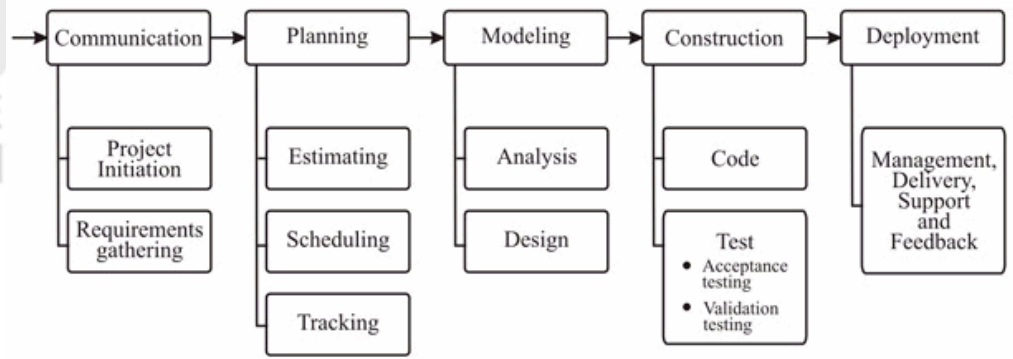 Communication
Planning
Modeling
Construction
Deployment
Project
Initiation
Requirements
gathering
Estimating
Scheduling
Tracking
Analysis
Design
Code
Test
• Acceptance
testing
• Validation
testing
Management,
Delivery,
Support
and
Feedback